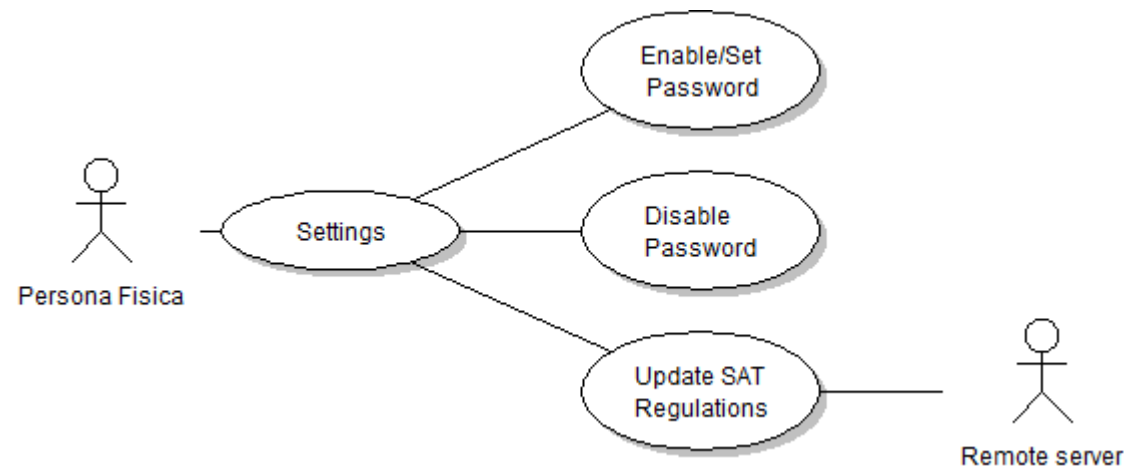 Enable/Set
Password
Settings
Disable
Password
Persona Fisica
Update SAT
Regulations
Remote server